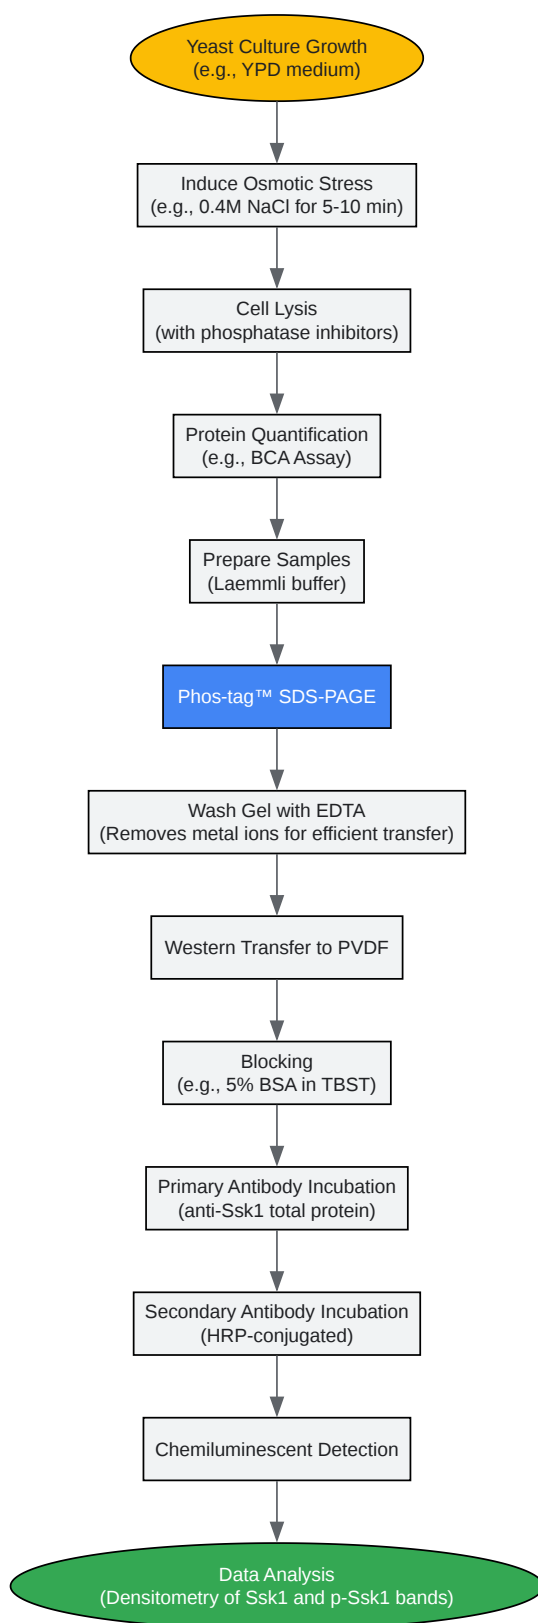 Yeast Culture Growth
(e.g., YPD medium)
Induce Osmotic Stress
(e.g., 0.4M NaCl for 5-10 min)
Cell Lysis
(with phosphatase inhibitors)
Protein Quantification
(e.g., BCA Assay)
Prepare Samples
(Laemmli buffer)
Phos-tag™ SDS-PAGE
Wash Gel with EDTA
(Removes metal ions for efficient transfer)
Western Transfer to PVDF
Blocking
(e.g., 5% BSA in TBST)
Primary Antibody Incubation
(anti-Ssk1 total protein)
Secondary Antibody Incubation
(HRP-conjugated)
Chemiluminescent Detection
Data Analysis
(Densitometry of Ssk1 and p-Ssk1 bands)